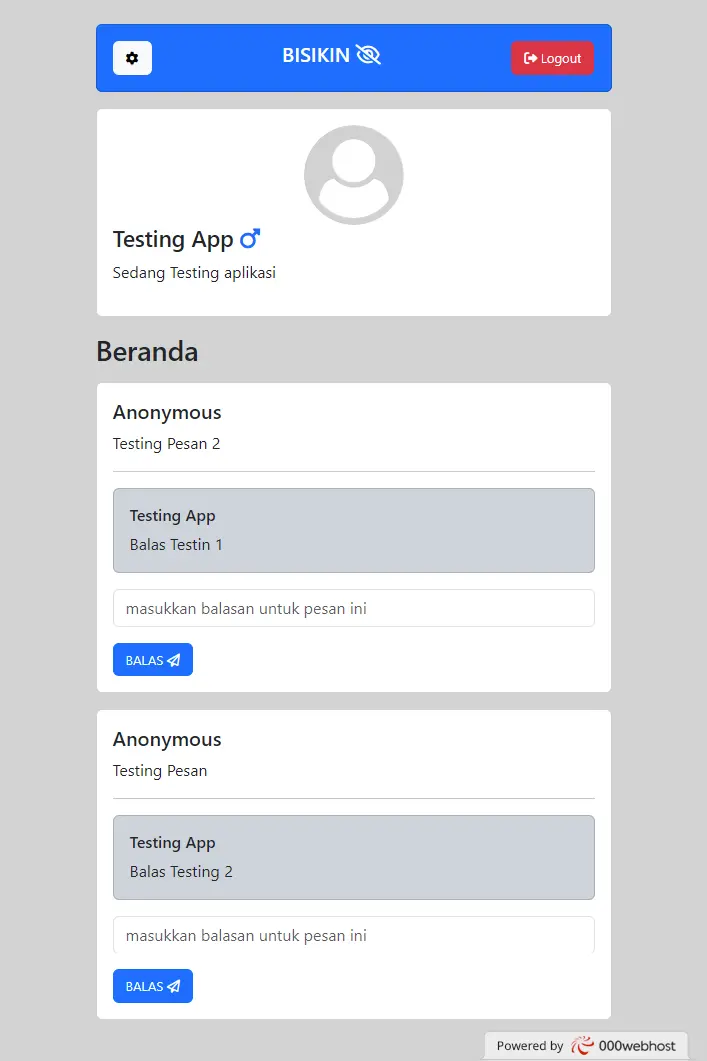 BISIKIN
Logout
Testing App
Sedang Testing aplikasi
Beranda
Anonymous
Testing Pesan 2
Testing App
Balas Testin 1
masukkan balasan untuk pesan ini
BALAS
Anonymous
Testing Pesan
Testing App
Balas Testing 2
masukkan balasan untuk pesan ini
BALAS
Powered by 000webhost